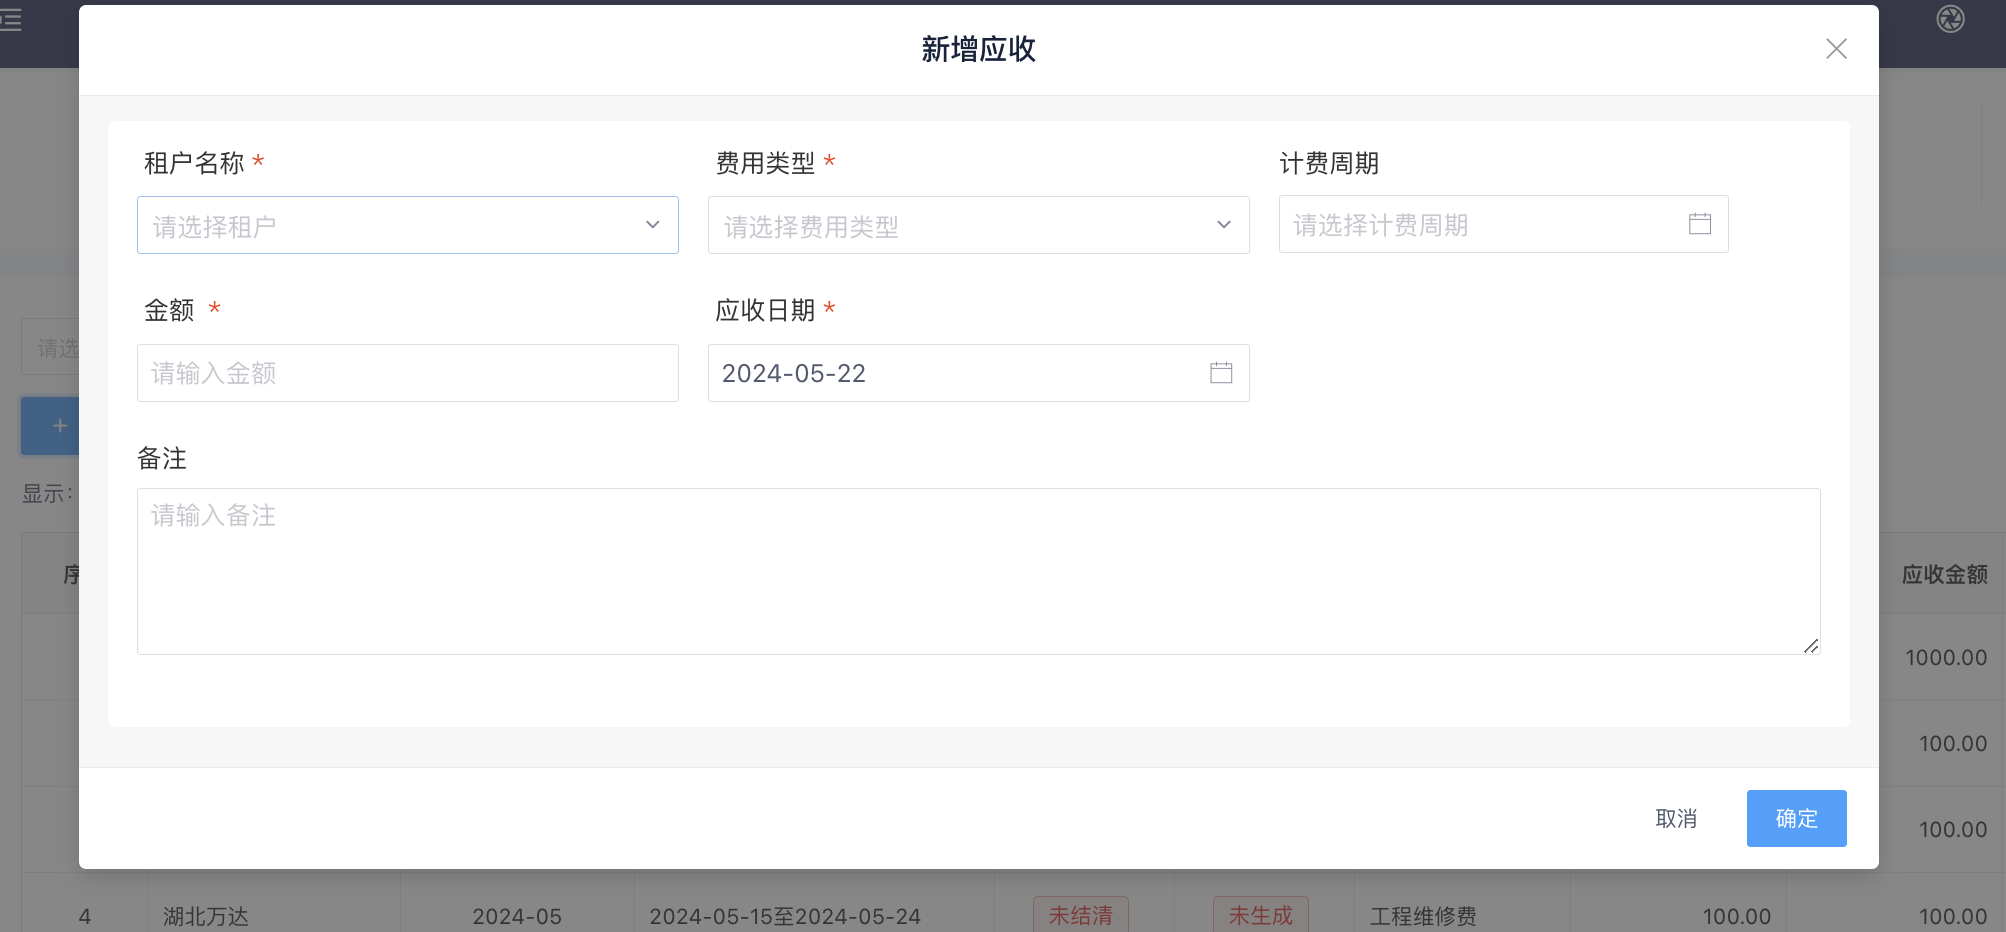 新增应收
租户名称 * 费用类型 * 计费周期
请选择租户 请选择费用类型 请选择计费周期
金额 * 应收日期 *
请选
请输入金额 2024-05-22
+
备注
显示：
请输入备注
序 应收金额
1000.00
100.00
取消 确定
100.00
4 湖北万达 2024-05 2024-05-15至2024-05-24 未结清 未生成 工程维修费 100.00 100.00